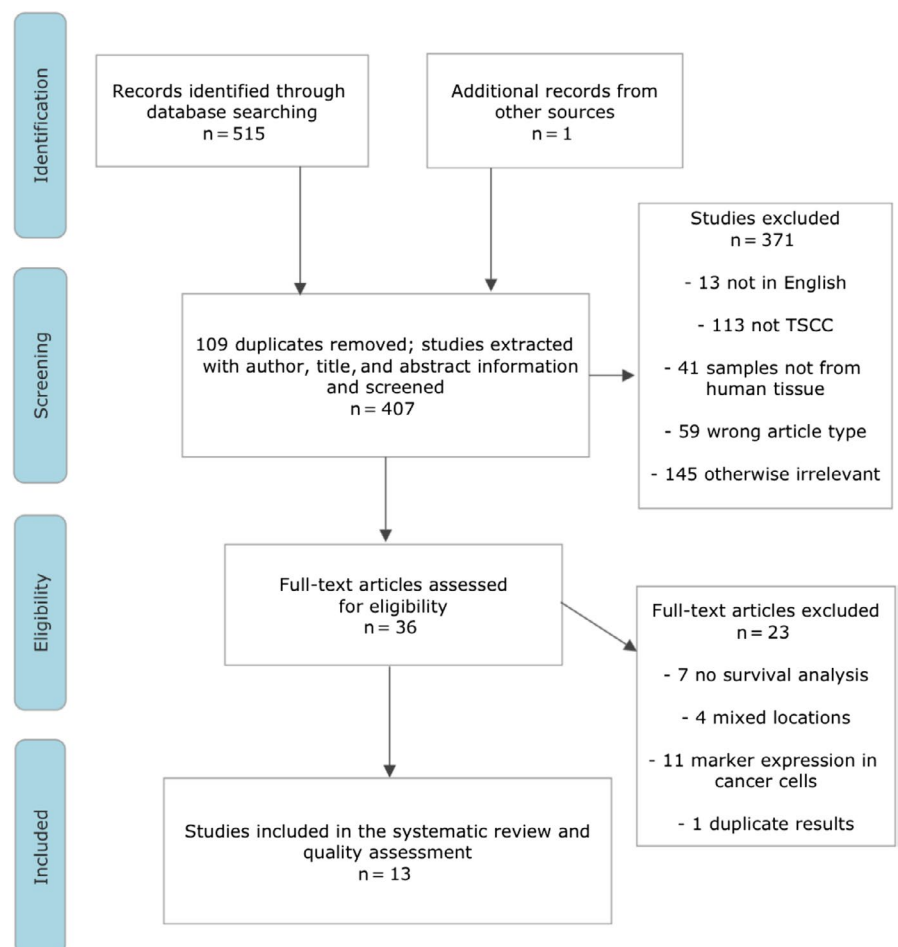 Identification
Records identified through
database searching
n = 515
Additional records from
other sources
n = 1
Screening
109 duplicates removed; studies extracted
with author, title, and abstract information
and screened
n = 407
Studies excluded
n = 371
- 13 not in English
- 113 not TSCC
- 41 samples not from
human tissue
- 59 wrong article type
- 145 otherwise irrelevant
Eligibility
Full-text articles assessed
for eligibility
n = 36
Full-text articles excluded
n = 23
- 7 no survival analysis
- 4 mixed locations
- 11 marker expression in
cancer cells
- 1 duplicate results
Included
Studies included in the systematic review and
quality assessment
n = 13